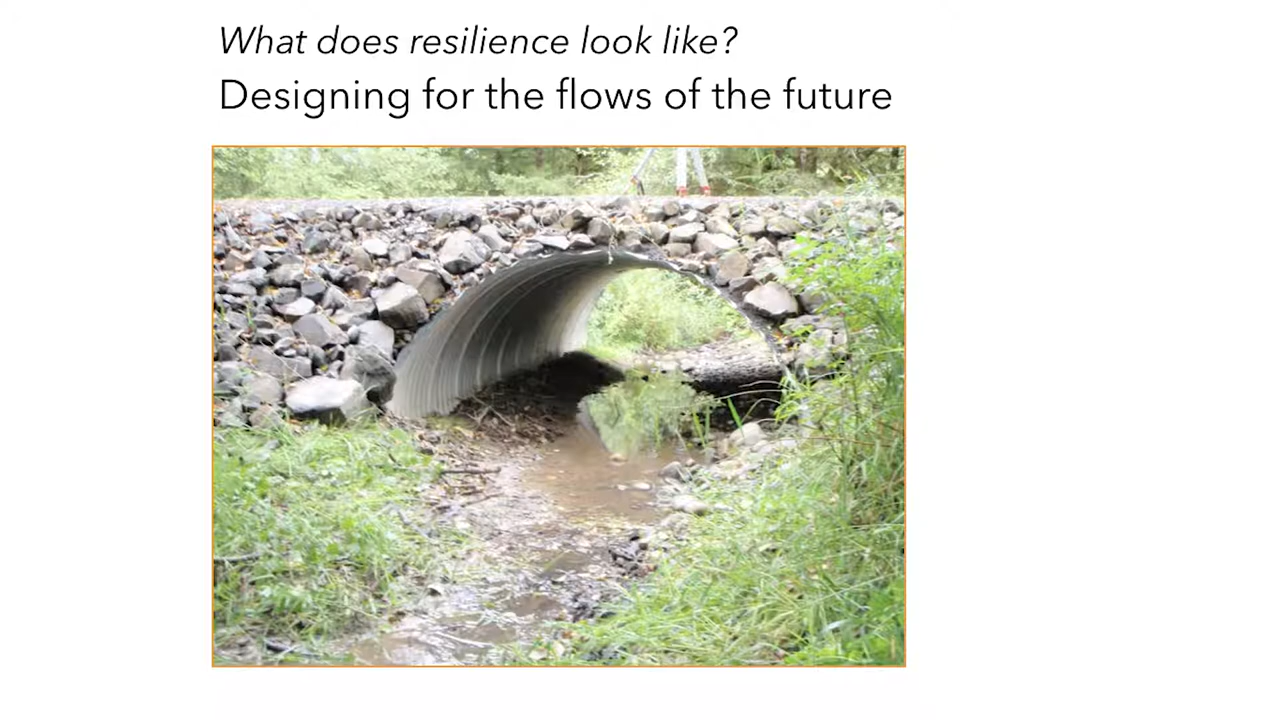 What does resilience look like?
Designing for the flows of the future